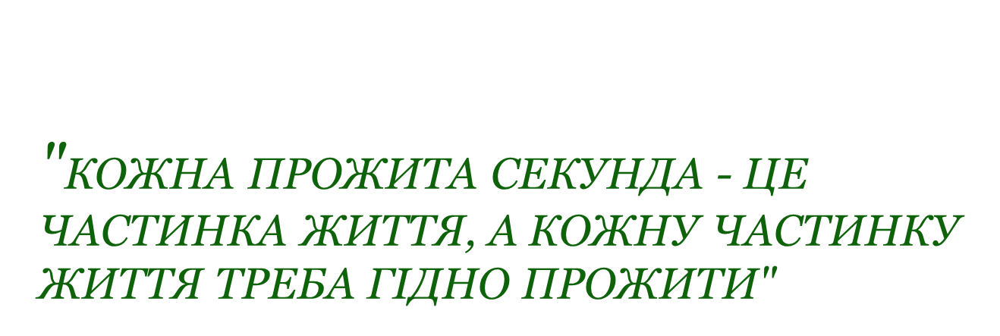 "КОЖНА ПРОЖИТА СЕКУНДА - ЦЕ
ЧАСТИНКА ЖИТТЯ, А КОЖНУ ЧАСТИНКУ
ЖИТТЯ ТРЕБА ГІДНО ПРОЖИТИ"